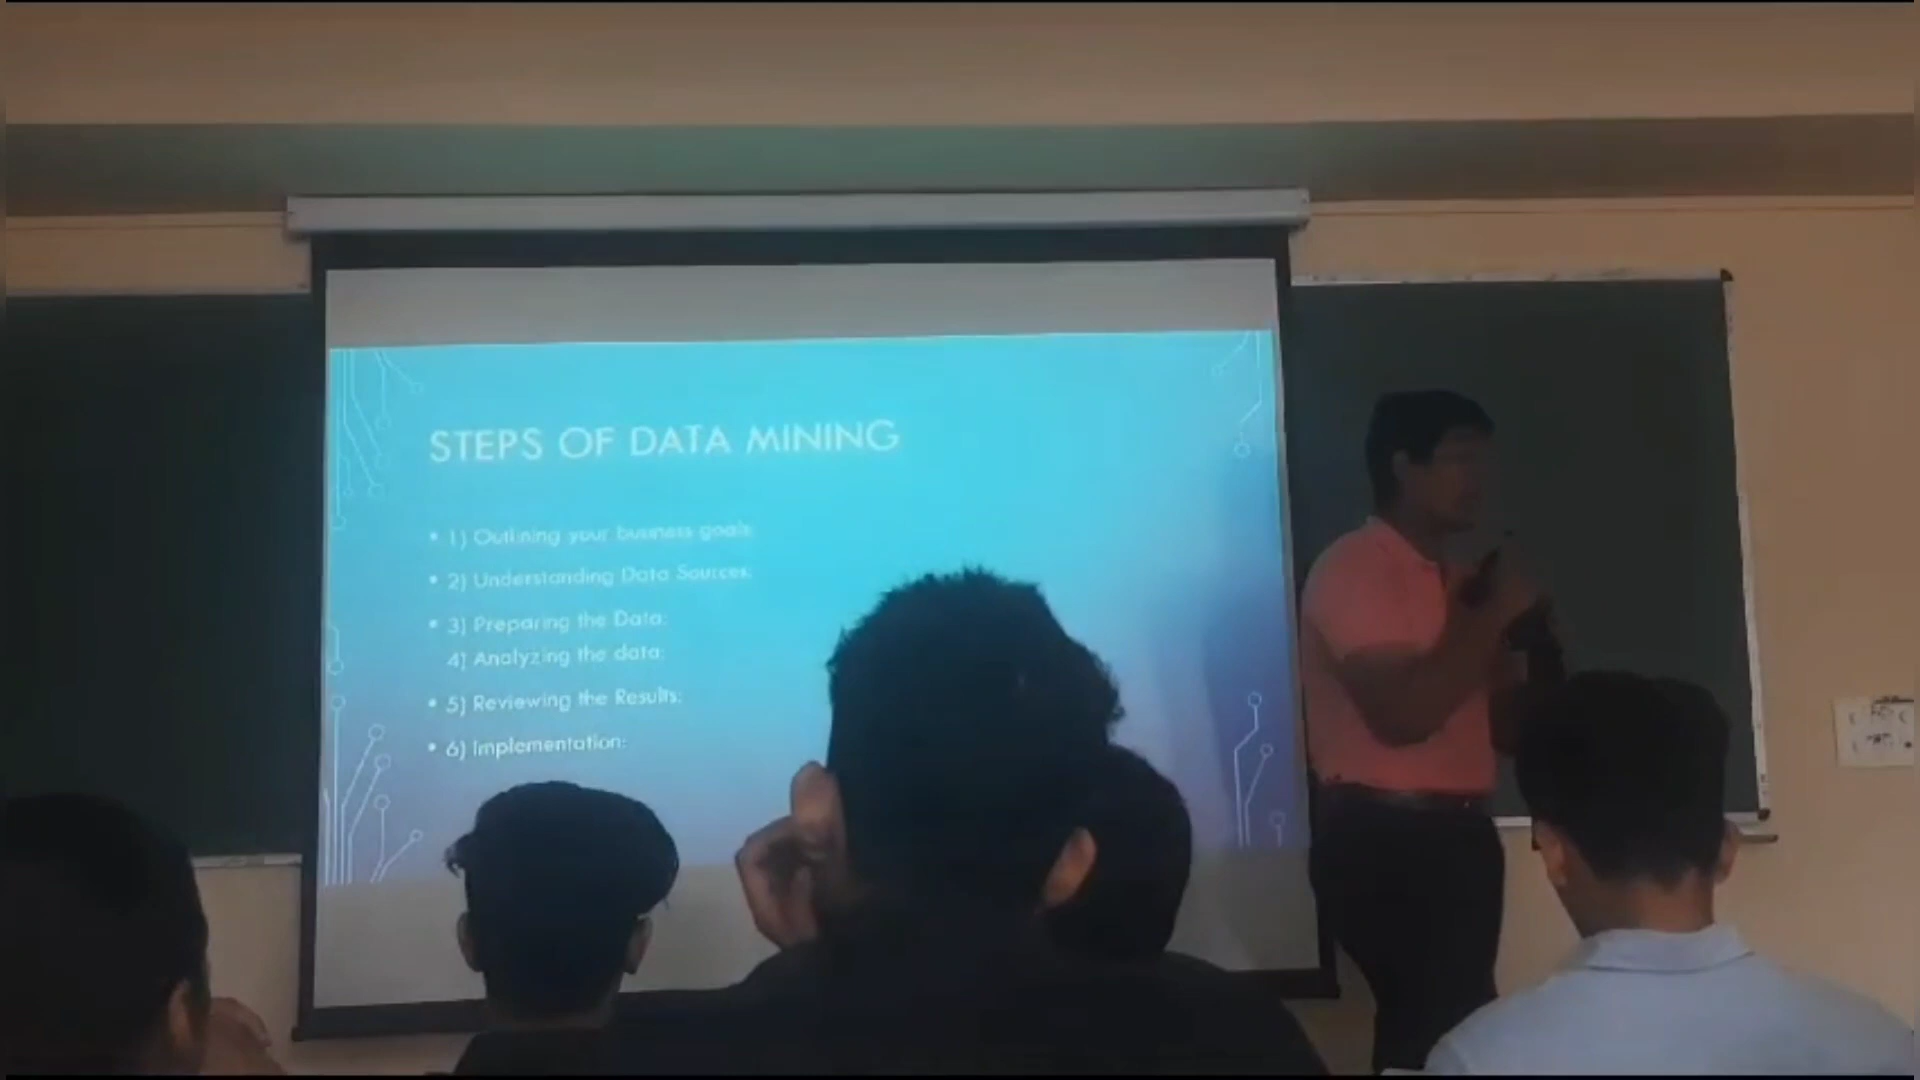 STEPS OF DATA MINING
• 1) Outlining your business goals:
• 2) Understanding Data Sources:
• 3) Preparing the Data:
4) Analyzing the data:
• 5) Reviewing the Results:
• 6) Implementation: